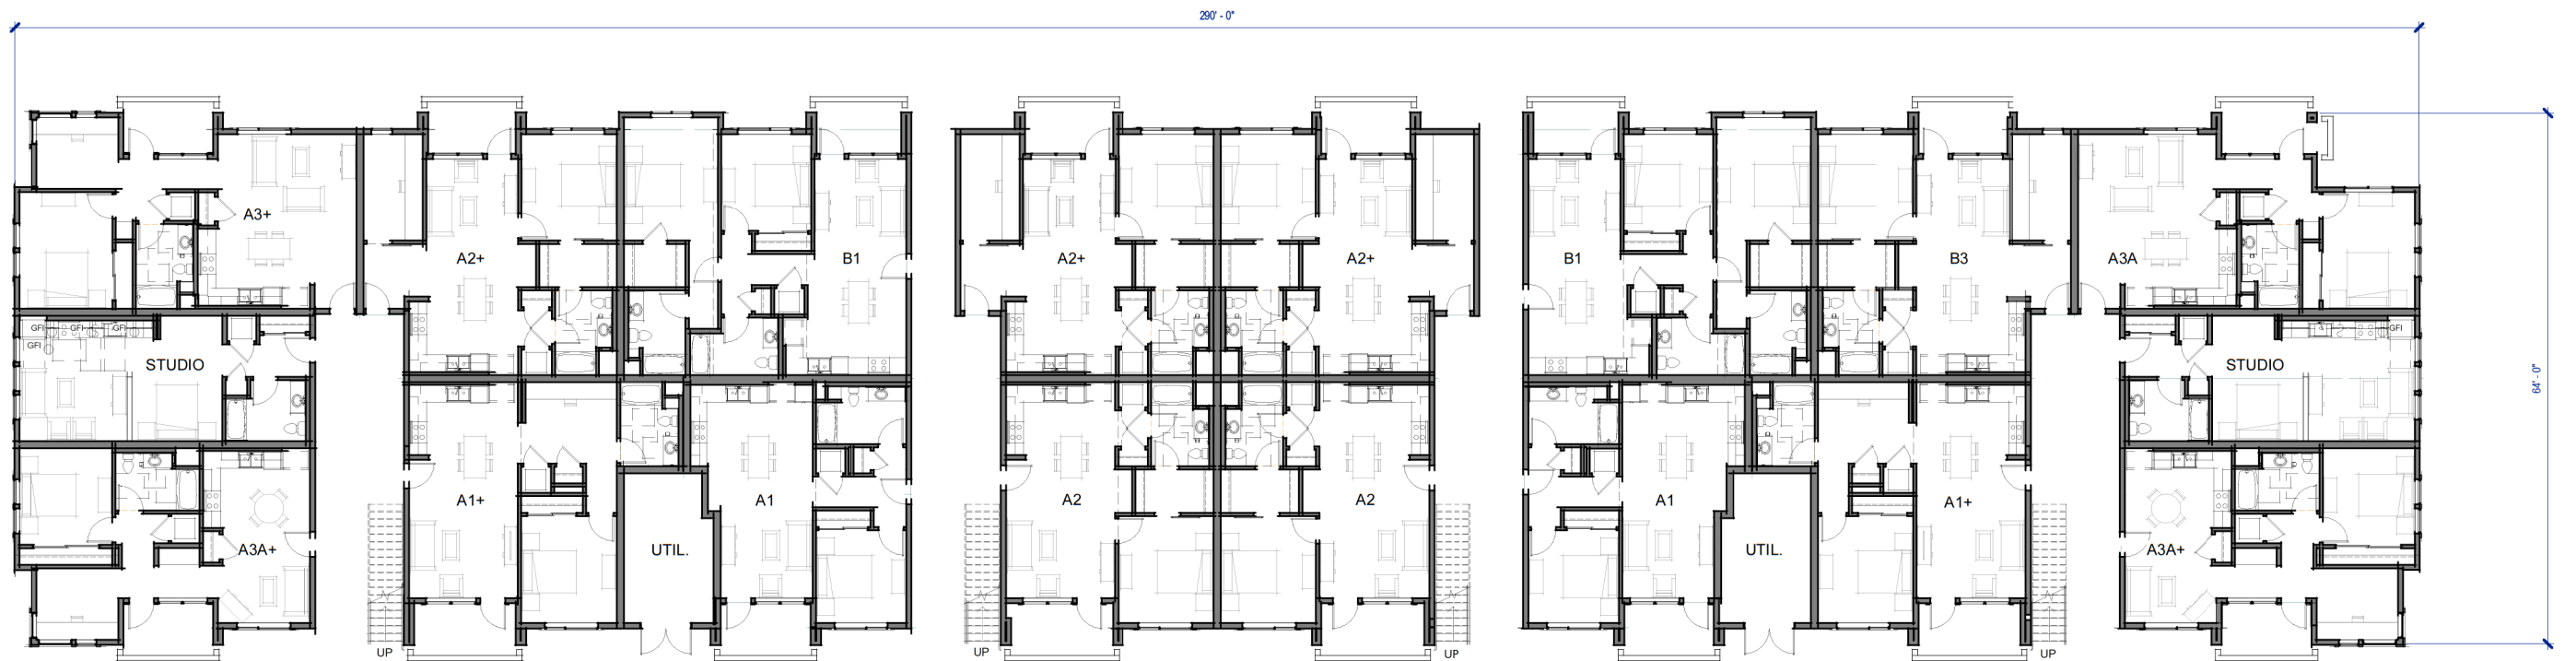 290' - 0"
A3+
A2+
B1
A2+
A2+
B1
B3
A3A
GFI
GFI
GFI
GFI
STUDIO
GFI
STUDIO
64' - 0"
A1+
A1
A2
A2
A1
A1+
A3A+
UTIL.
UTIL.
A3A+
UP
UP
UP
UP